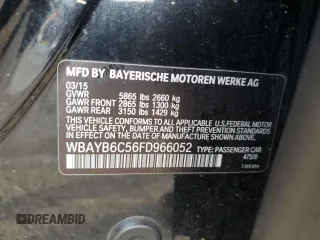 MFD BY BAYERISCHE MOTOREN WERKE AG
03/15
GVWR 5865 lbs 2660 kg
GAWR FRONT 2865 lbs 1300 kg
GAWR REAR 3150 lbs 1429 kg
THIS VEHICLE CONFORMS TO ALL APPLICABLE
FEDERAL MOTOR VEHICLE SAFETY, BUMPER, AND
THEFT PREVENTION STANDARDS IN EFFECT ON
THE DATE OF MANUFACTURE SHOWN ABOVE.
WBAYB6C56FD966052 TYPE: PASSENGER CAR
475/9
DREAMBID